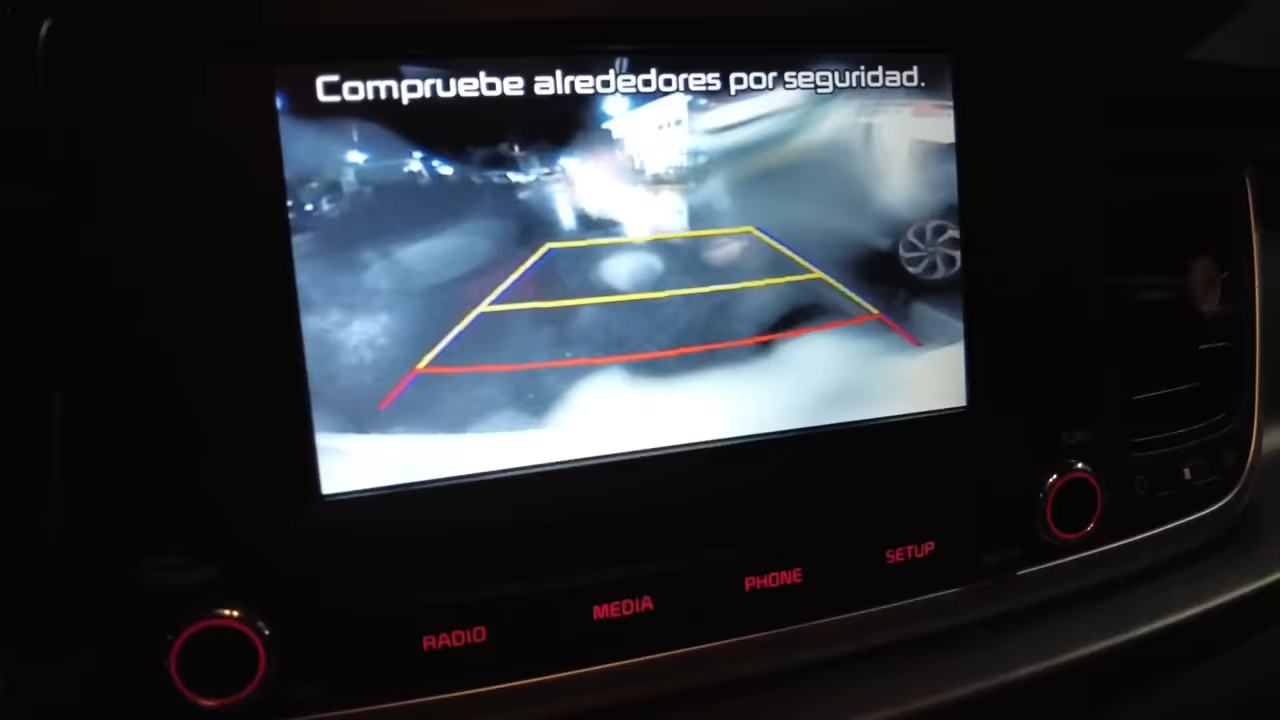 Compruebe alrededores por seguridad.
RADIO
MEDIA
PHONE
SETUP